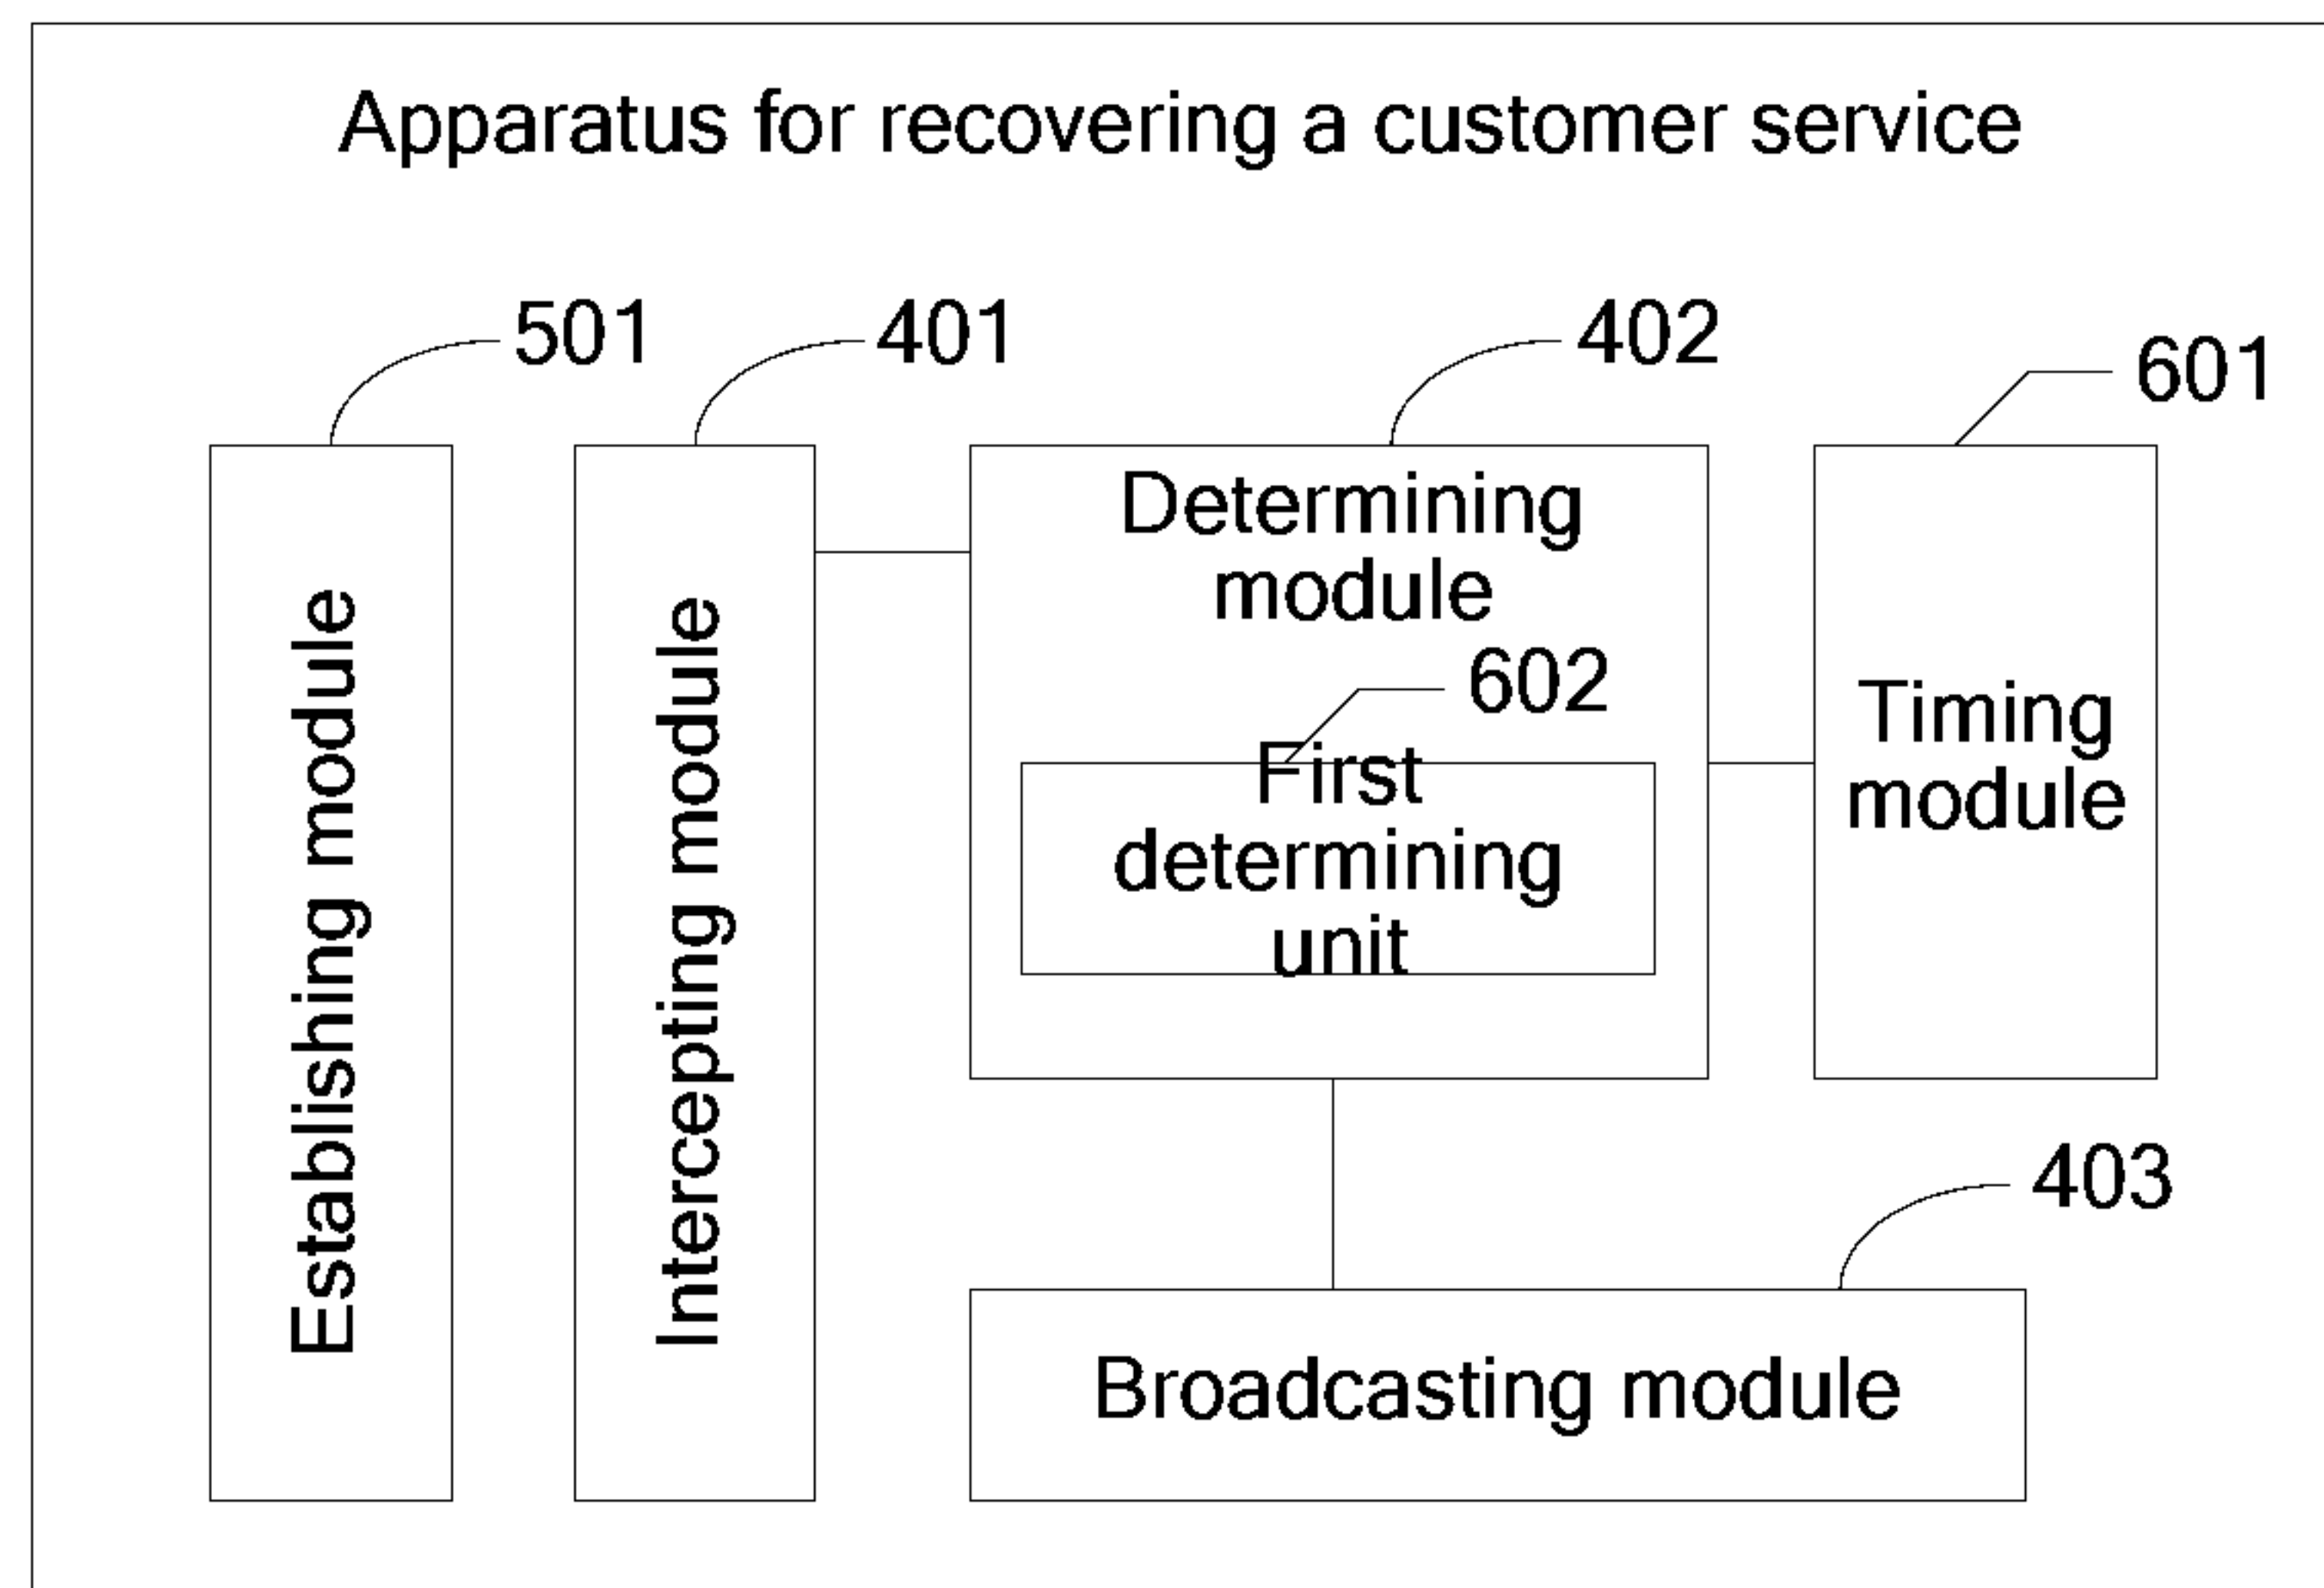 Apparatus for recovering a customer service
501
401
402
601
Establishing module
Intercepting module
Determining
module
602
First
determining
unit
Timing
module
403
Broadcasting module